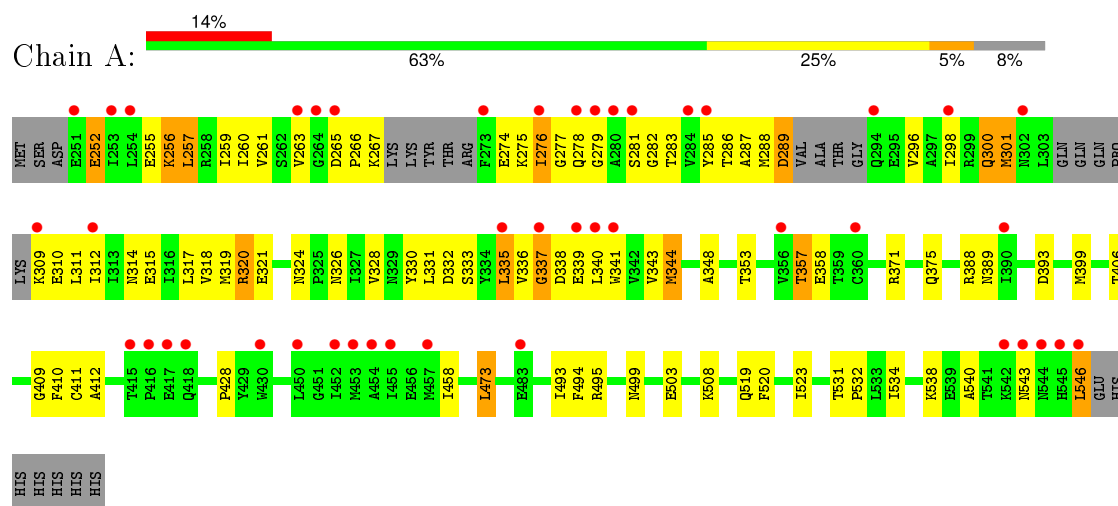 14%
Chain A:
63% 25% 5% 8%
MET SER ASP E251 E252 I253 L254 E255 K256 L257 R258 I259 I260 V261 S262 V263 G264 D265 P266 K267 LYS LYS TYR THR ARG F273 E274 K275 I276 G277 Q278 G279 A280 S281 G282 T283 V284 Y285 T286 A287 M288 D289 VAL ALA THR GLY Q294 E295 V296 A297 I298 R299 Q300 M301 N302 L303 GLN GLN GLN PRO
LYS K309 E310 L311 I312 I313 N314 E315 I316 L317 V318 M319 R320 E321 N324 P325 N326 I327 V328 N329 Y330 L331 D332 S333 Y334 L335 V336 G337 D338 E339 L340 W341 V342 V343 M344 A348 T353 V356 T357 E358 T359 C360 R371 Q375 R388 N389 I390 D393 M399 T406
G409 F410 C411 A412 T415 P416 E417 Q418 P428 Y429 W430 L450 G451 I452 M453 A454 I455 E456 M457 I458 L473 E483 I493 F494 R495 N499 E503 K508 Q519 F520 I523 T531 P532 L533 I534 K538 E539 A540 T541 K542 N543 N544 H545 L546 GLU HIS
HIS HIS HIS HIS HIS